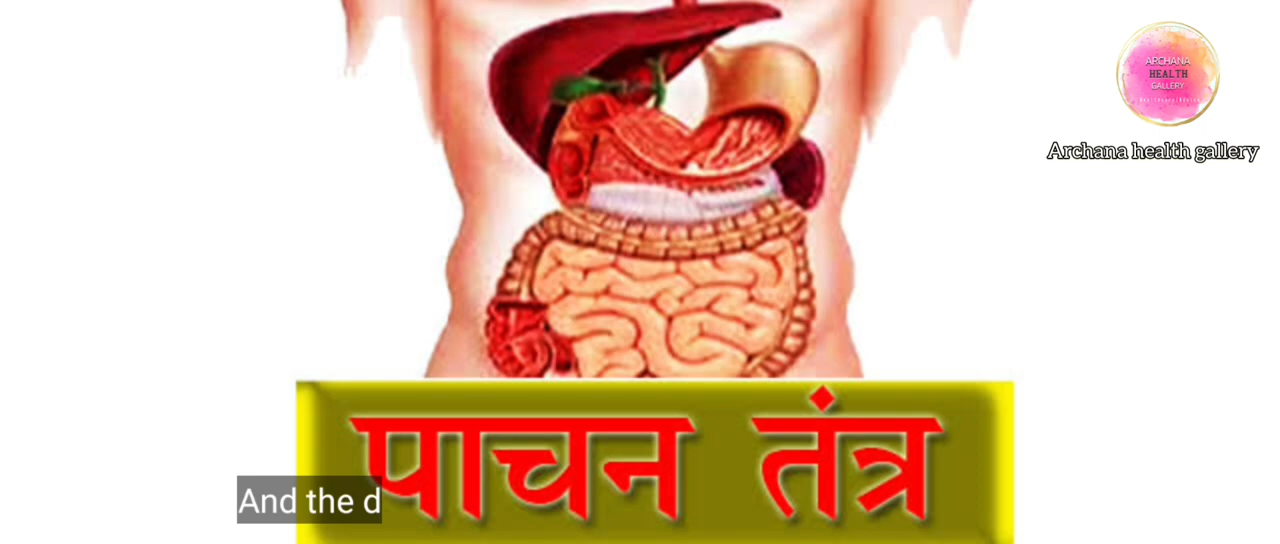 ARCHANA
HEALTH
GALLERY
Archana health gallery
पाचन तंत्र
And the d